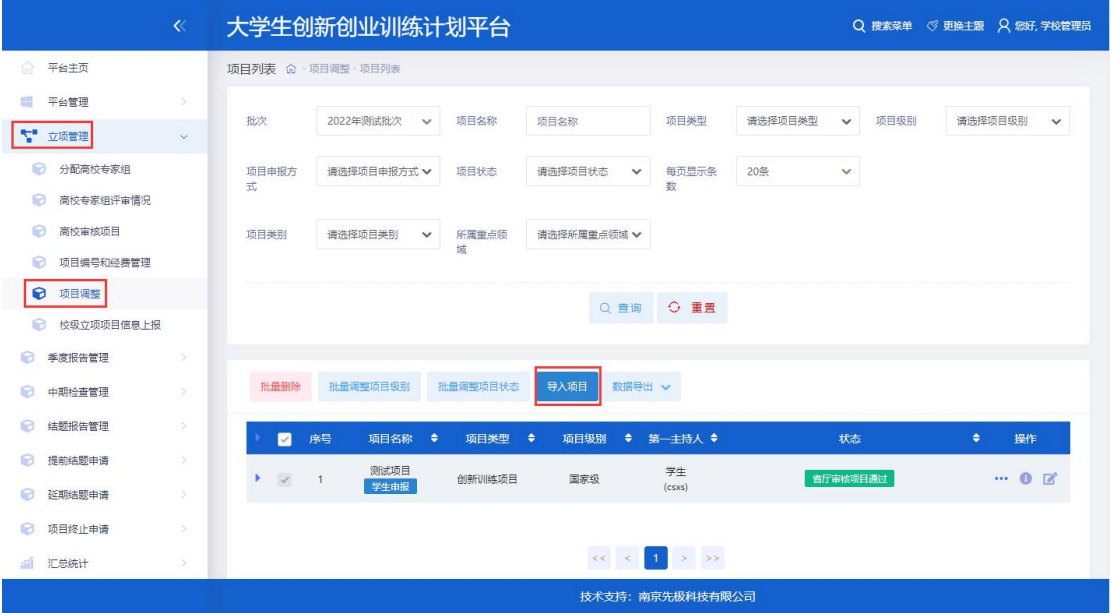 大学生创新创业训练计划平台
搜索菜单 更换主题 您好, 学校管理员
平台主页
平台管理
立项管理
分配高校专家组
高校专家组评审情况
高校审核项目
项目编号和经费管理
项目调整
校级立项项目信息上报
季度报告管理
中期检查管理
结题报告管理
提前结题申请
延期结题申请
项目终止申请
汇总统计
项目列表 - 项目调整 - 项目列表
批次 2022年测试批次 项目名称 项目名称 项目类型 请选择项目类型 项目级别 请选择项目级别
项目申报方式 请选择项目申报方式 项目状态 请选择项目状态 每页显示条数 20条
项目类别 请选择项目类别 所属重点领域 请选择所属重点领域
查询 重置
批量删除 批量调整项目级别 批量调整项目状态 导入项目 数据导出
序号 项目名称 项目类型 项目级别 第一主持人 状态 操作
1 测试项目 学生申报 创新训练项目 国家级 学生 (csxs) 省厅审核项目通过
<< < 1 > >>
技术支持：南京先极科技有限公司